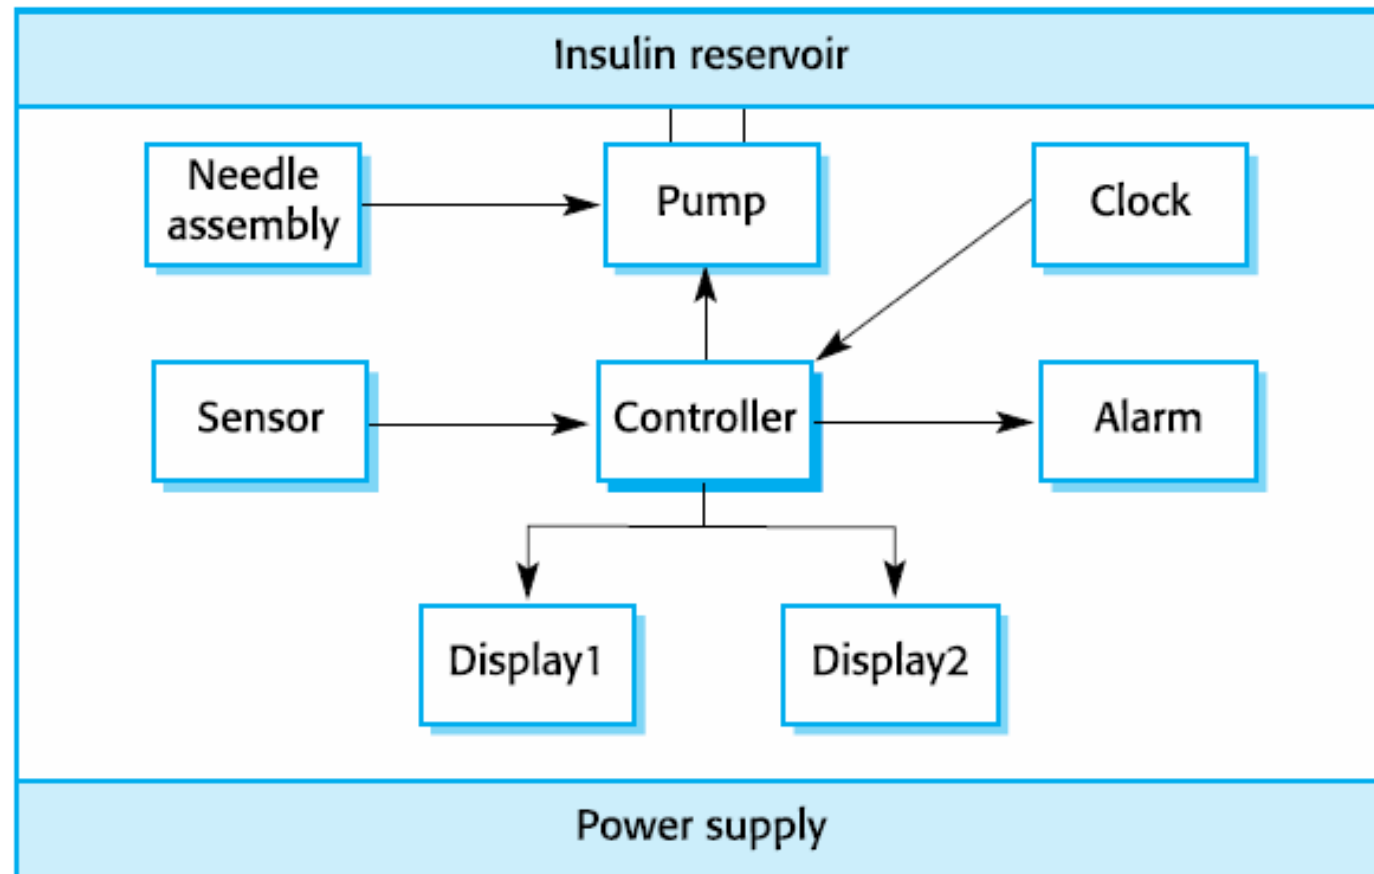 Insulin reservoir
Needle
assembly
Pump
Clock
Sensor
Controller
Alarm
Display1
Display2
Power supply